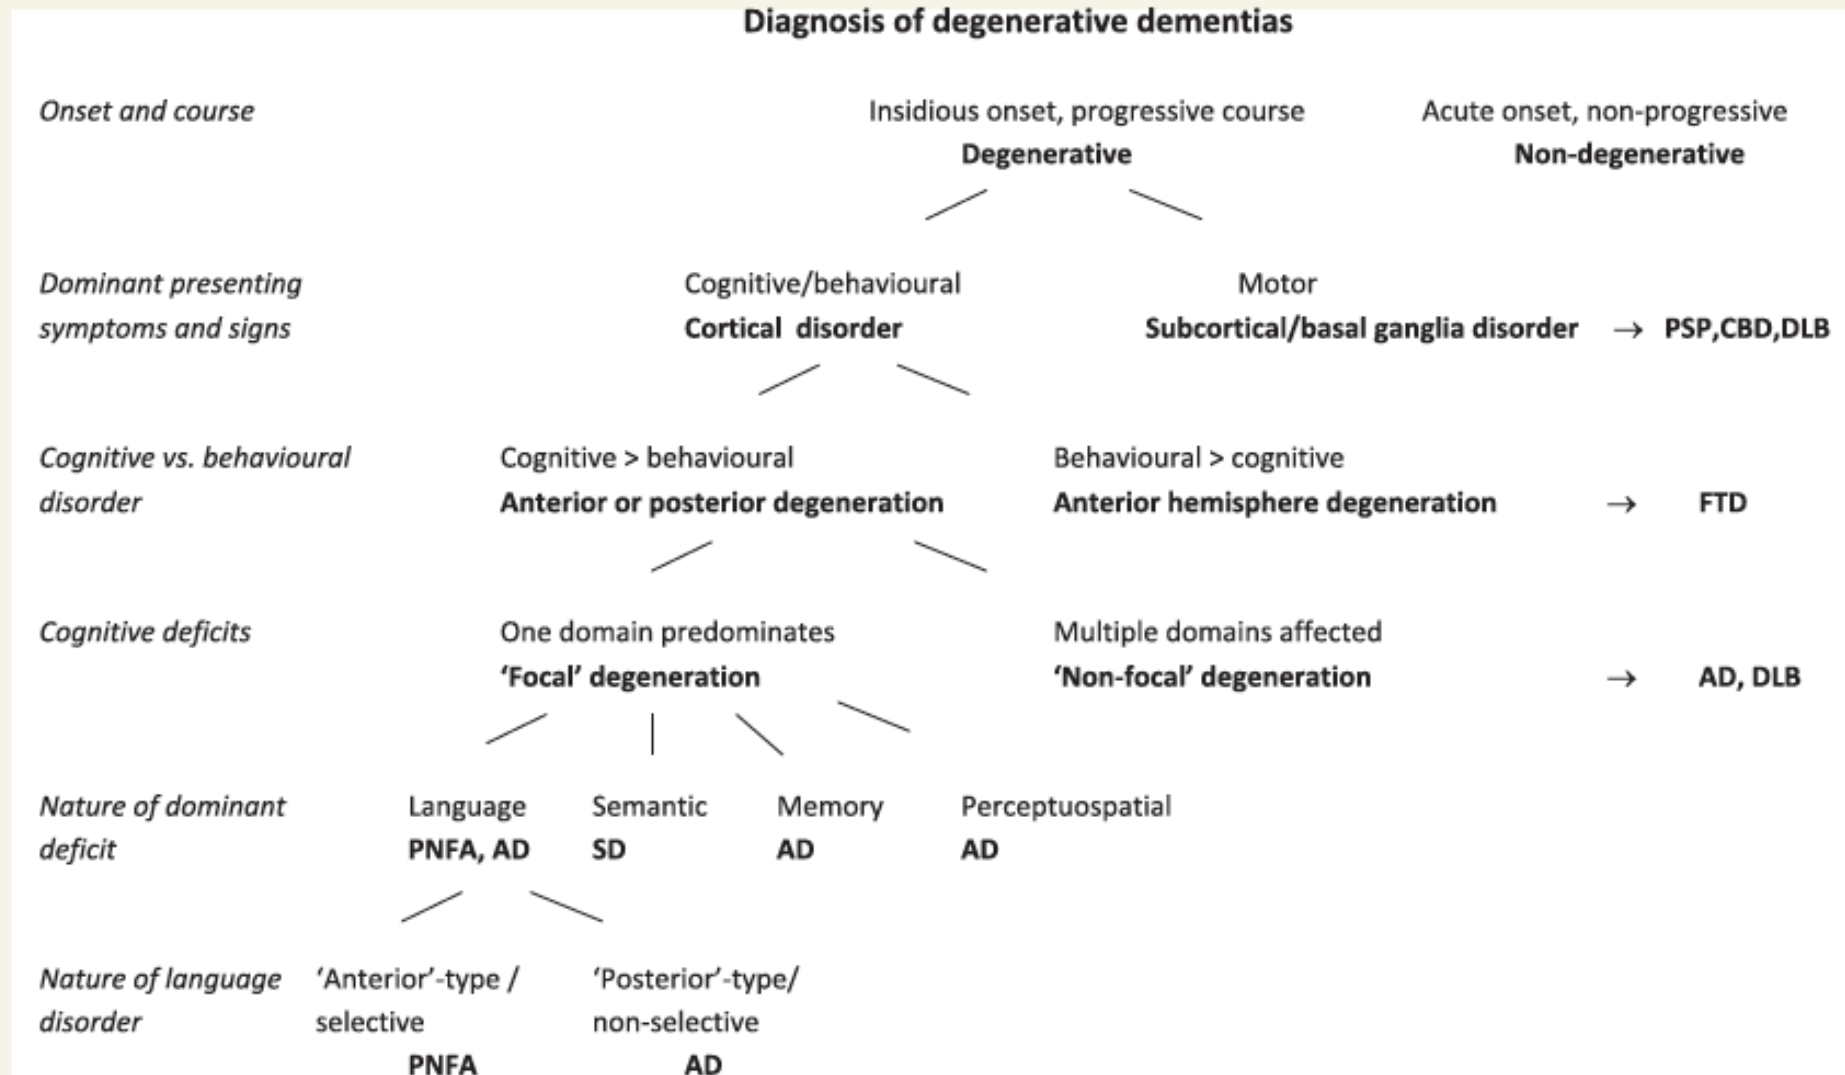 Diagnosis of degenerative dementias
Onset and course Insidious onset, progressive course Acute onset, non-progressive
Degenerative Non-degenerative
Dominant presenting Cognitive/behavioural Motor
symptoms and signs Cortical disorder Subcortical/basal ganglia disorder → PSP,CBD,DLB
Cognitive vs. behavioural Cognitive > behavioural Behavioural > cognitive
disorder Anterior or posterior degeneration Anterior hemisphere degeneration → FTD
Cognitive deficits One domain predominates Multiple domains affected
‘Focal’ degeneration ‘Non-focal’ degeneration → AD, DLB
Nature of dominant Language Semantic Memory Perceptuospatial
deficit PNFA, AD SD AD AD
Nature of language ‘Anterior’-type / ‘Posterior’-type/
disorder selective non-selective
PNFA AD